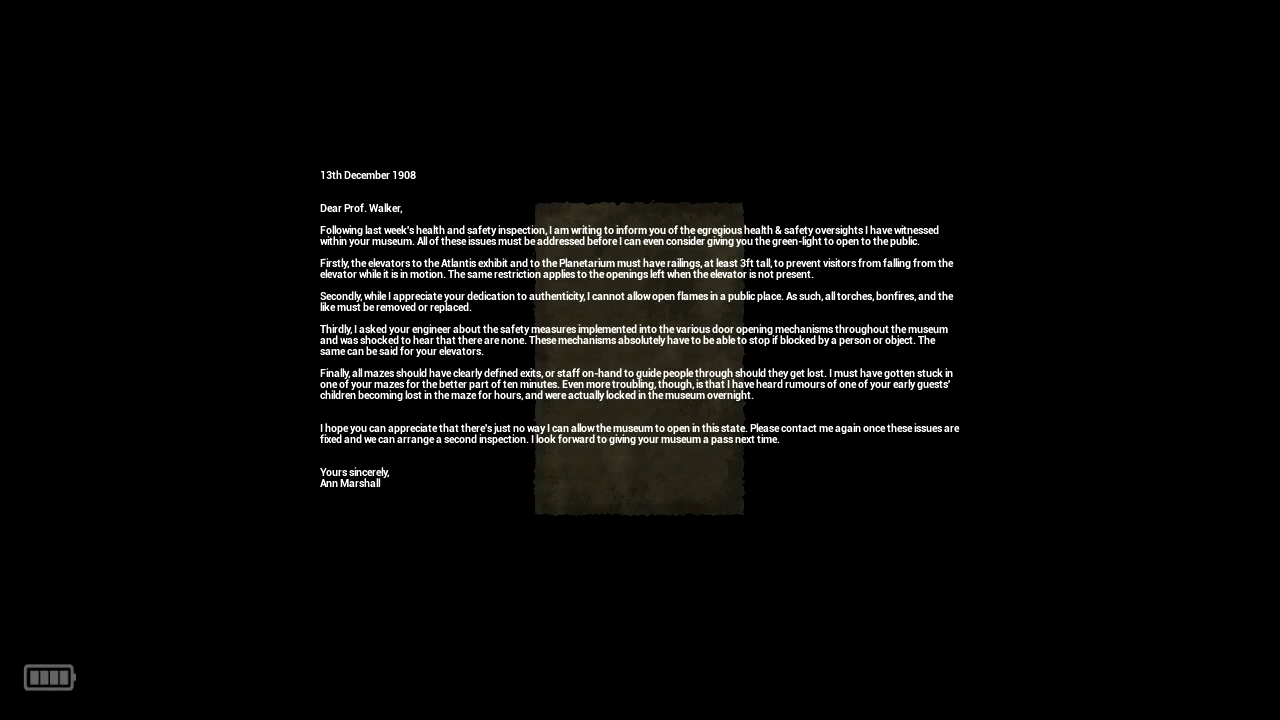 13th December 1908
Dear Prof. Walker,
Following last week's health and safety inspection, I am writing to inform you of the egregious health & safety oversights I have witnessed
within your museum. All of these issues must be addressed before I can even consider giving you the green-light to open to the public.
Firstly, the elevators to the Atlantis exhibit and to the Planetarium must have railings, at least 3ft tall, to prevent visitors from falling from the
elevator while it is in motion. The same restriction applies to the openings left when the elevator is not present.
Secondly, while I appreciate your dedication to authenticity, I cannot allow open flames in a public place. As such, all torches, bonfires, and the
like must be removed or replaced.
Thirdly, I asked your engineer about the safety measures implemented into the various door opening mechanisms throughout the museum
and was shocked to hear that there are none. These mechanisms absolutely have to be able to stop if blocked by a person or object. The
same can be said for your elevators.
Finally, all mazes should have clearly defined exits, or staff on-hand to guide people through should they get lost. I must have gotten stuck in
one of your mazes for the better part of ten minutes. Even more troubling, though, is that I have heard rumours of one of your early guests'
children becoming lost in the maze for hours, and were actually locked in the museum overnight.
I hope you can appreciate that there's just no way I can allow the museum to open in this state. Please contact me again once these issues are
fixed and we can arrange a second inspection. I look forward to giving your museum a pass next time.
Yours sincerely,
Ann Marshall